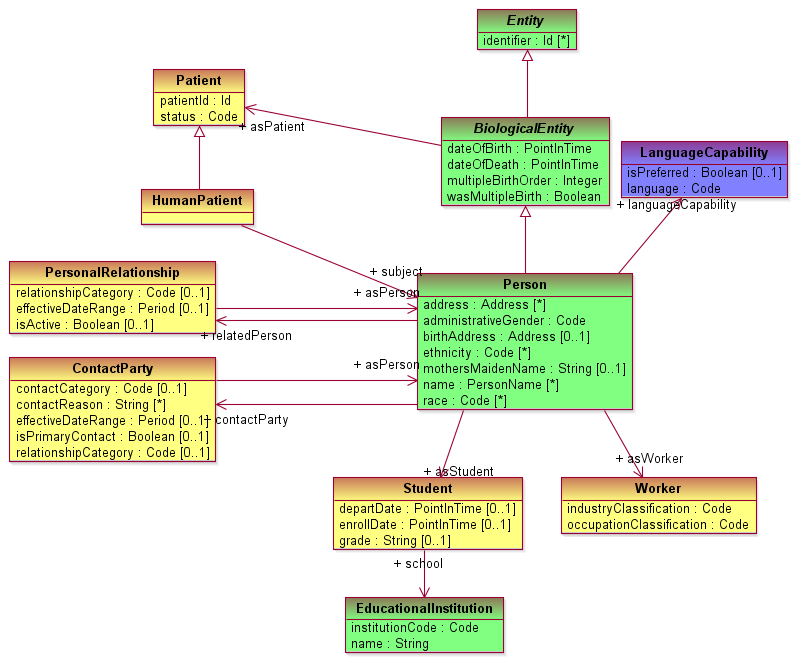 Entity
identifier : Id [*]
Patient
patientId : Id
status : Code
+ asPatient
BiologicalEntity
dateOfBirth : PointInTime
dateOfDeath : PointInTime
multipleBirthOrder : Integer
wasMultipleBirth : Boolean
LanguageCapability
isPreferred : Boolean [0..1]
language : Code
+ languageCapability
HumanPatient
+ subject
PersonalRelationship
relationshipCategory : Code [0..1]
effectiveDateRange : Period [0..1]
isActive : Boolean [0..1]
+ asPerson
+ relatedPerson
Person
address : Address [*]
administrativeGender : Code
birthAddress : Address [0..1]
ethnicity : Code [*]
mothersMaidenName : String [0..1]
name : PersonName [*]
race : Code [*]
ContactParty
contactCategory : Code [0..1]
contactReason : String [*]
effectiveDateRange : Period [0..1]
isPrimaryContact : Boolean [0..1]
relationshipCategory : Code [0..1]
+ asPerson
+ contactParty
+ asStudent
+ asWorker
Student
departDate : PointInTime [0..1]
enrollDate : PointInTime [0..1]
grade : String [0..1]
Worker
industryClassification : Code
occupationClassification : Code
+ school
EducationalInstitution
institutionCode : Code
name : String